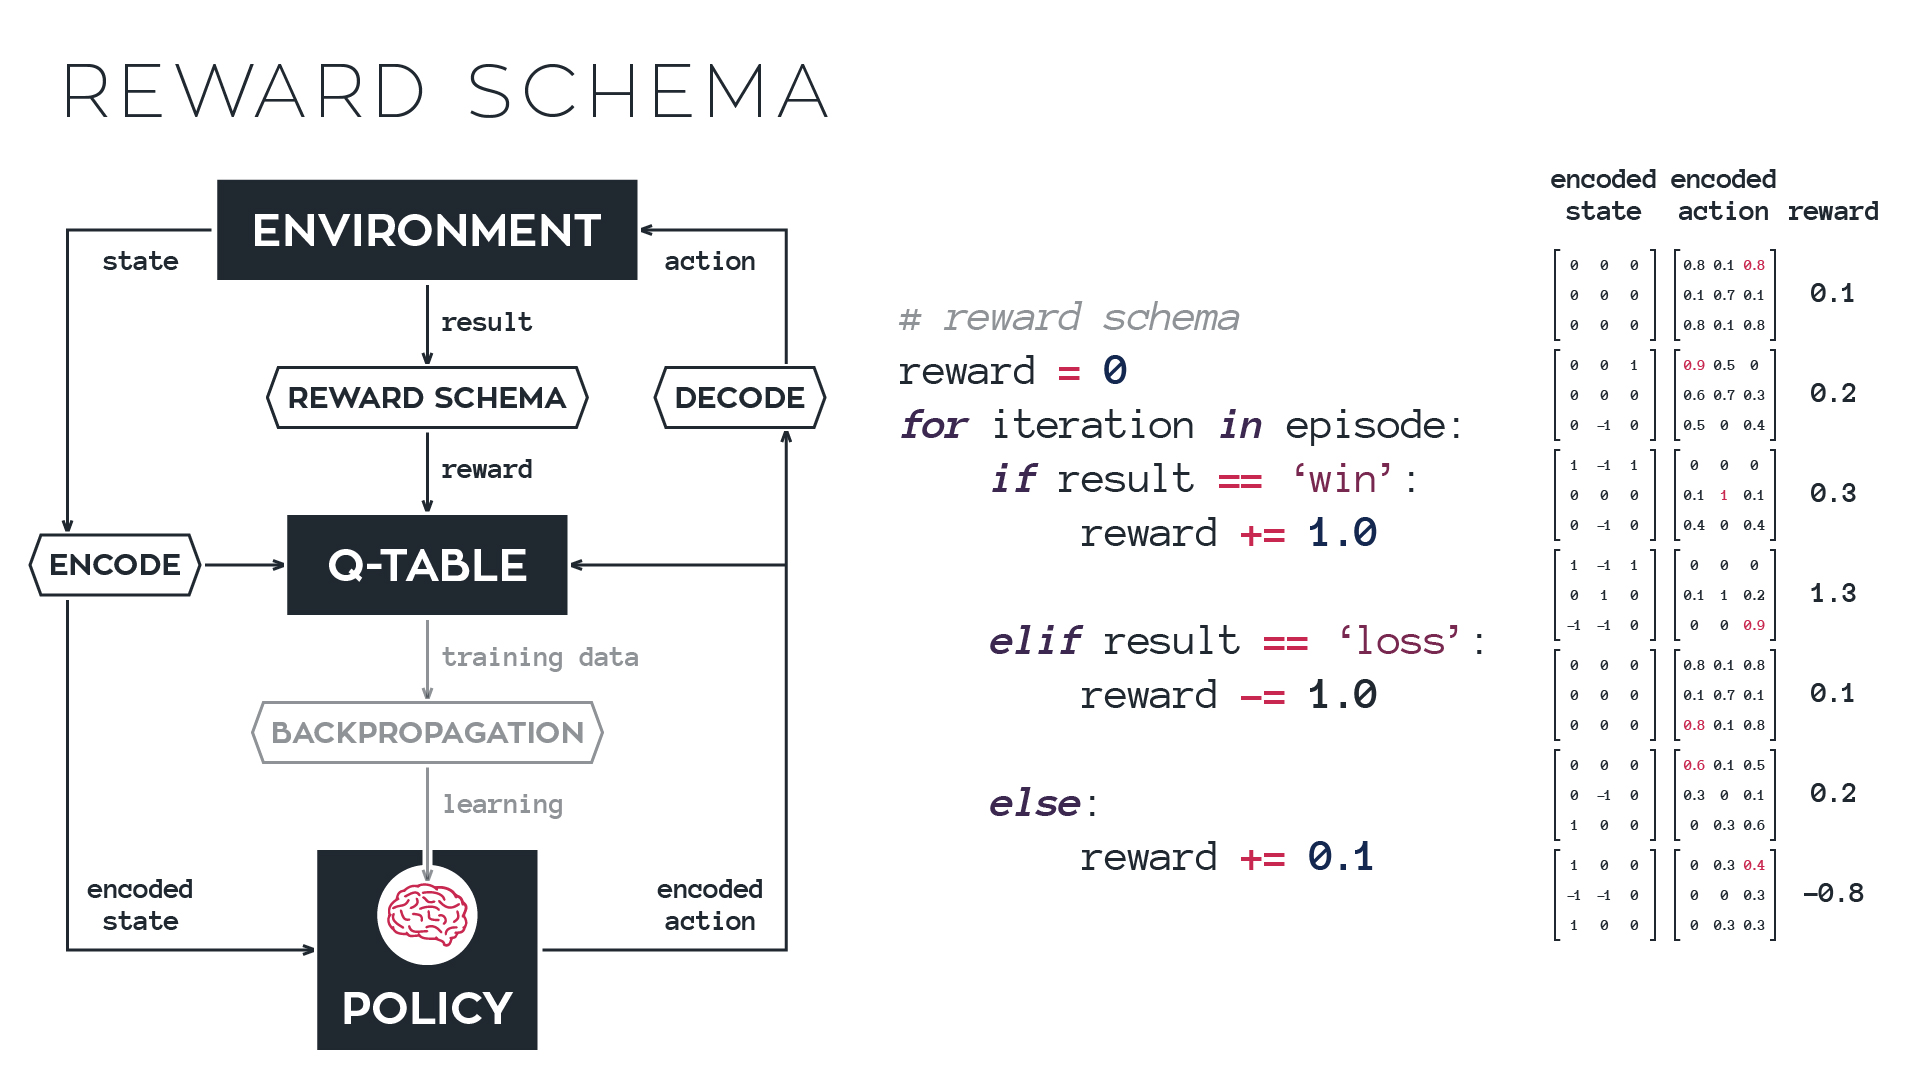 REWARD SCHEMA
ENVIRONMENT
state
action
result
REWARD SCHEMA
DECODE
reward
ENCODE
Q-TABLE
training data
BACKPROPAGATION
learning
encoded
state
encoded
action
POLICY
# reward schema
reward = 0
for iteration in episode:
if result == ‘win’:
reward += 1.0
elif result == ‘loss’:
reward -= 1.0
else:
reward += 0.1
encoded encoded
state action reward
0 0 0 0.8 0.1 0.8
0 0 0 0.1 0.7 0.1 0.1
0 0 0 0.8 0.1 0.8
0 0 1 0.9 0.5 0
0 0 0 0.6 0.7 0.3 0.2
0 -1 0 0.5 0 0.4
1 -1 1 0 0 0
0 0 0 0.1 1 0.1 0.3
0 -1 0 0.4 0 0.4
1 -1 1 0 0 0
0 1 0 0.1 1 0.2 1.3
-1 -1 0 0 0 0.9
0 0 0 0.8 0.1 0.8
0 0 0 0.1 0.7 0.1 0.1
0 0 0 0.8 0.1 0.8
0 0 0 0.6 0.1 0.5
0 -1 0 0.3 0 0.1 0.2
1 0 0 0 0.3 0.6
1 0 0 0 0.3 0.4
-1 -1 0 0 0 0.3 -0.8
1 0 0 0 0.3 0.3